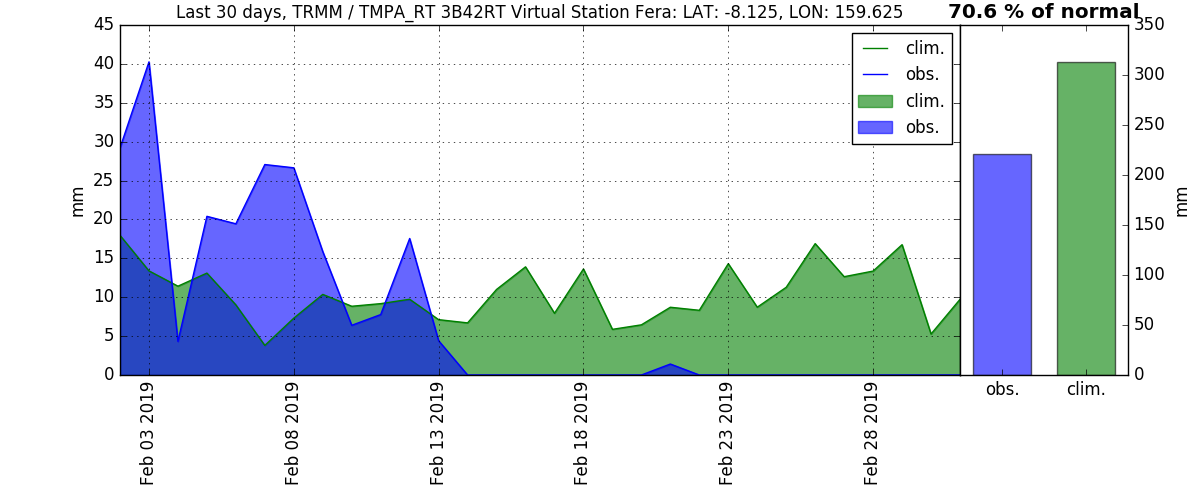 Last 30 days, TRMM / TMPA_RT 3B42RT Virtual Station Fera: LAT: -8.125, LON: 159.625
70.6 % of normal
45
40
35
30
25
20
15
10
5
0
mm
clim.
obs.
clim.
obs.
Feb 03 2019
Feb 08 2019
Feb 13 2019
Feb 18 2019
Feb 23 2019
Feb 28 2019
350
300
250
200
150
100
50
0
mm
obs.
clim.